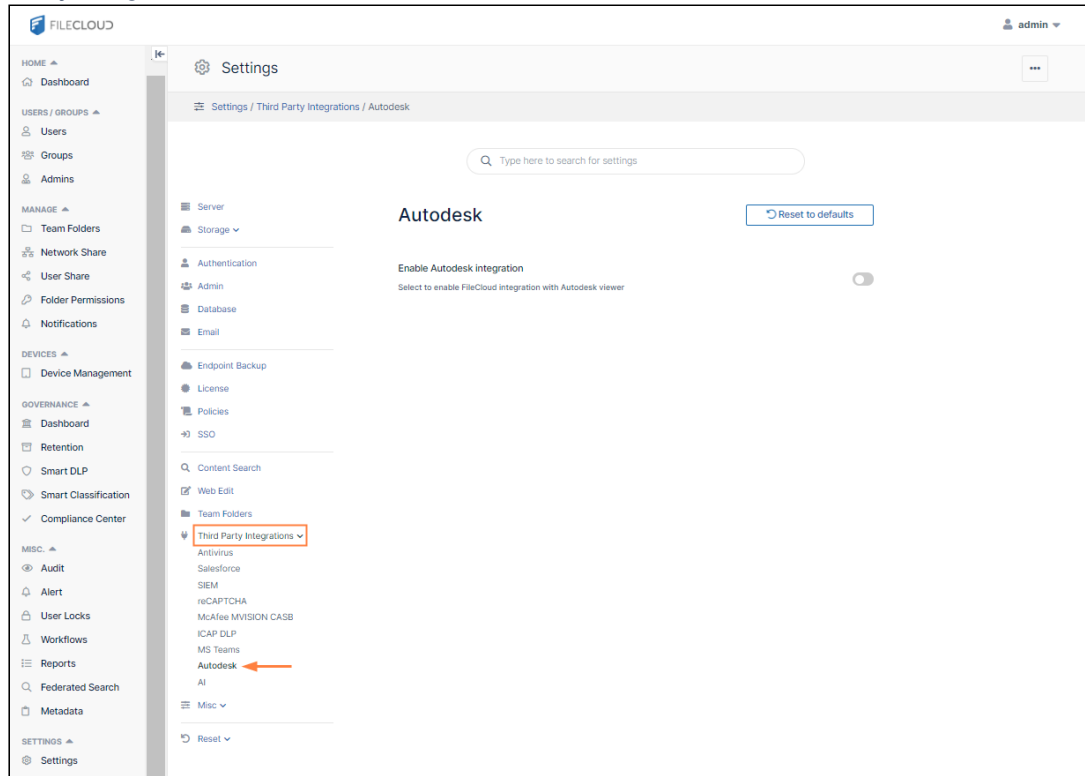 FILECLOUD
admin
HOME
Dashboard
USERS / GROUPS
Users
Groups
Admins
MANAGE
Team Folders
Network Share
User Share
Folder Permissions
Notifications
DEVICES
Device Management
GOVERNANCE
Dashboard
Retention
Smart DLP
Smart Classification
Compliance Center
MISC.
Audit
Alert
User Locks
Workflows
Reports
Federated Search
Metadata
SETTINGS
Settings
Settings
Settings / Third Party Integrations / Autodesk
Type here to search for settings
Server
Storage
Authentication
Admin
Database
Email
Endpoint Backup
License
Policies
SSO
Content Search
Web Edit
Team Folders
Third Party Integrations
Antivirus
Salesforce
SIEM
reCAPTCHA
McAfee MVISION CASB
ICAP DLP
MS Teams
Autodesk
AI
Misc
Reset
Autodesk
Reset to defaults
Enable Autodesk integration
Select to enable FileCloud integration with Autodesk viewer